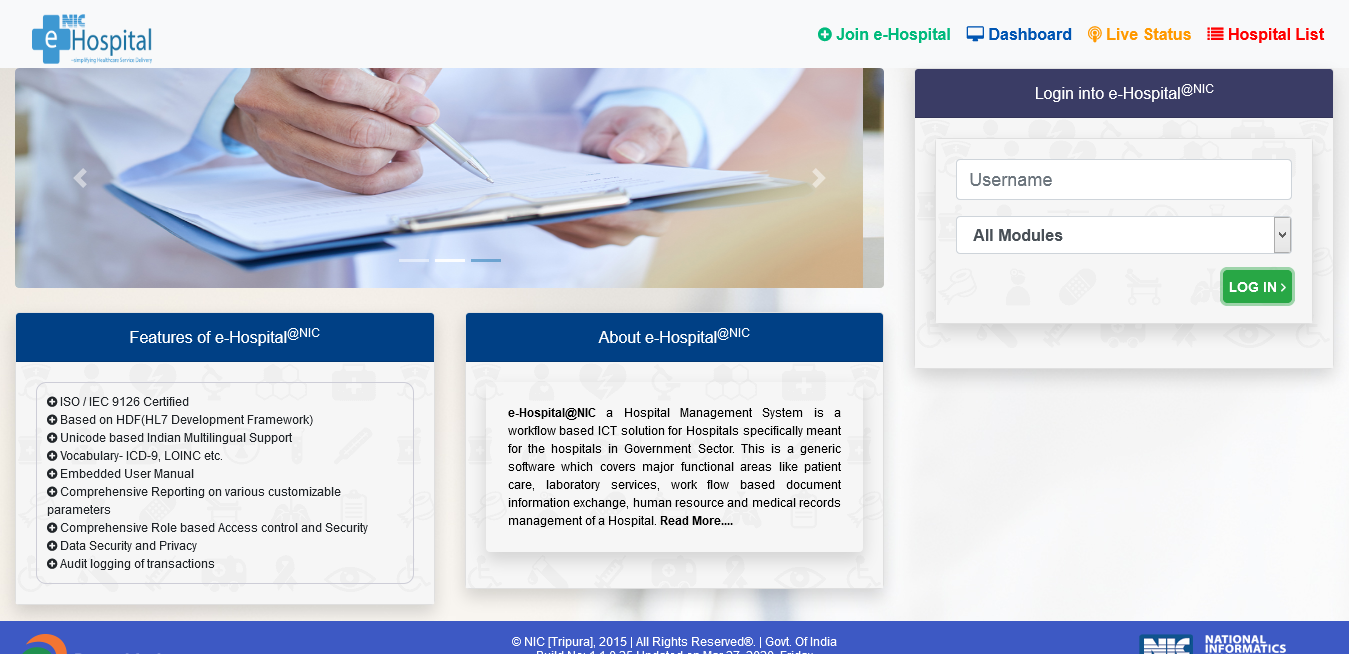 NIC
e Hospital
~simplifying Healthcare Service Delivery
Join e-Hospital Dashboard Live Status Hospital List
Login into e-Hospital@NIC
Username
All Modules
LOG IN
Features of e-Hospital@NIC
ISO / IEC 9126 Certified
Based on HDF(HL7 Development Framework)
Unicode based Indian Multilingual Support
Vocabulary- ICD-9, LOINC etc.
Embedded User Manual
Comprehensive Reporting on various customizable
parameters
Comprehensive Role based Access control and Security
Data Security and Privacy
Audit logging of transactions
About e-Hospital@NIC
e-Hospital@NIC a Hospital Management System is a
workflow based ICT solution for Hospitals specifically meant
for the hospitals in Government Sector. This is a generic
software which covers major functional areas like patient
care, laboratory services, work flow based document
information exchange, human resource and medical records
management of a Hospital. Read More....
© NIC [Tripura], 2015 | All Rights Reserved®. | Govt. Of India
NIC
NATIONAL
INFORMATICS